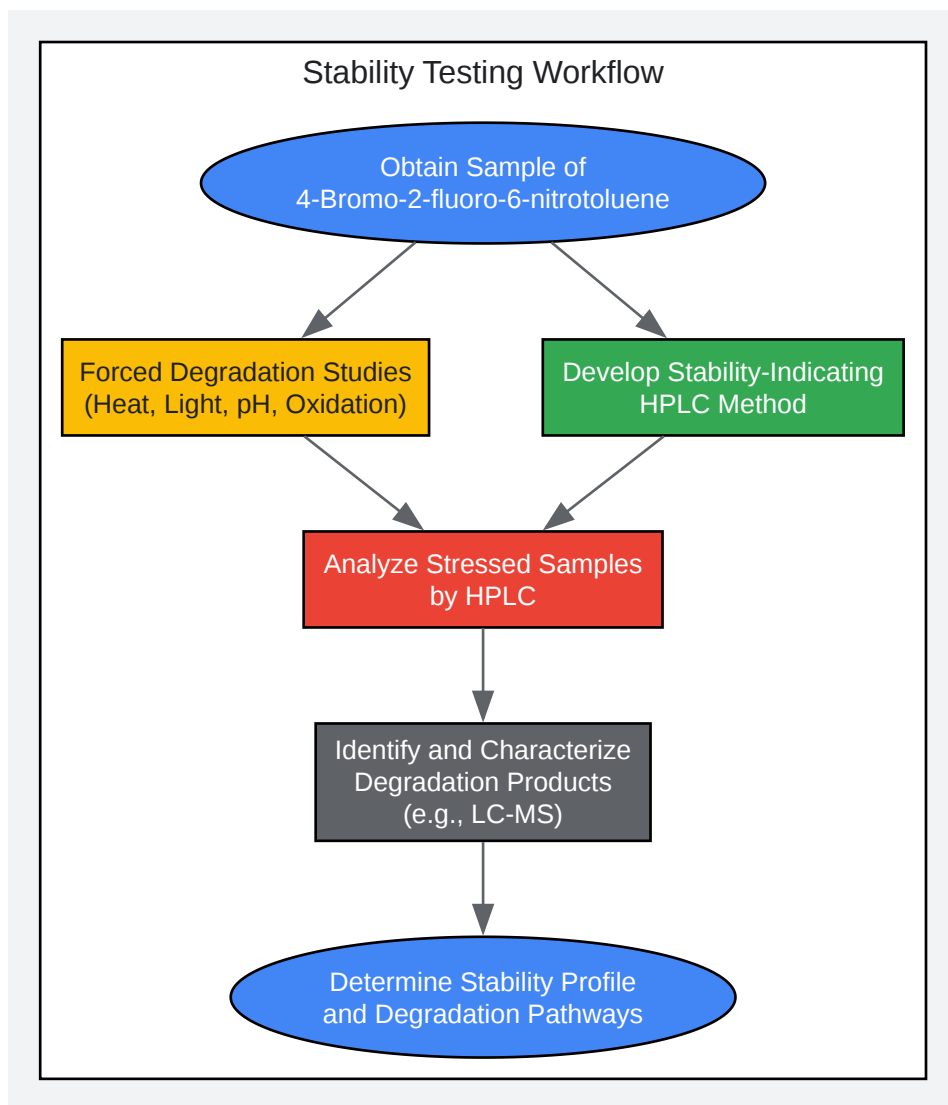 Stability Testing Workflow
Obtain Sample of
4-Bromo-2-fluoro-6-nitrotoluene
Forced Degradation Studies
(Heat, Light, pH, Oxidation)
Develop Stability-Indicating
HPLC Method
Analyze Stressed Samples
by HPLC
Identify and Characterize
Degradation Products
(e.g., LC-MS)
Determine Stability Profile
and Degradation Pathways